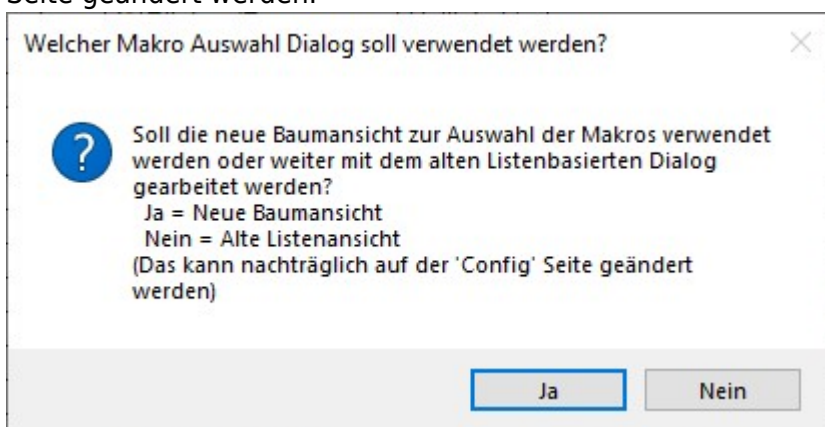 Seite geändert werden.
Welcher Makro Auswahl Dialog soll verwendet werden?
Soll die neue Baumansicht zur Auswahl der Makros verwendet
werden oder weiter mit dem alten Listenbasierten Dialog
gearbeitet werden?
Ja = Neue Baumansicht
Nein = Alte Listenansicht
(Das kann nachträglich auf der 'Config' Seite geändert
werden)
Ja
Nein